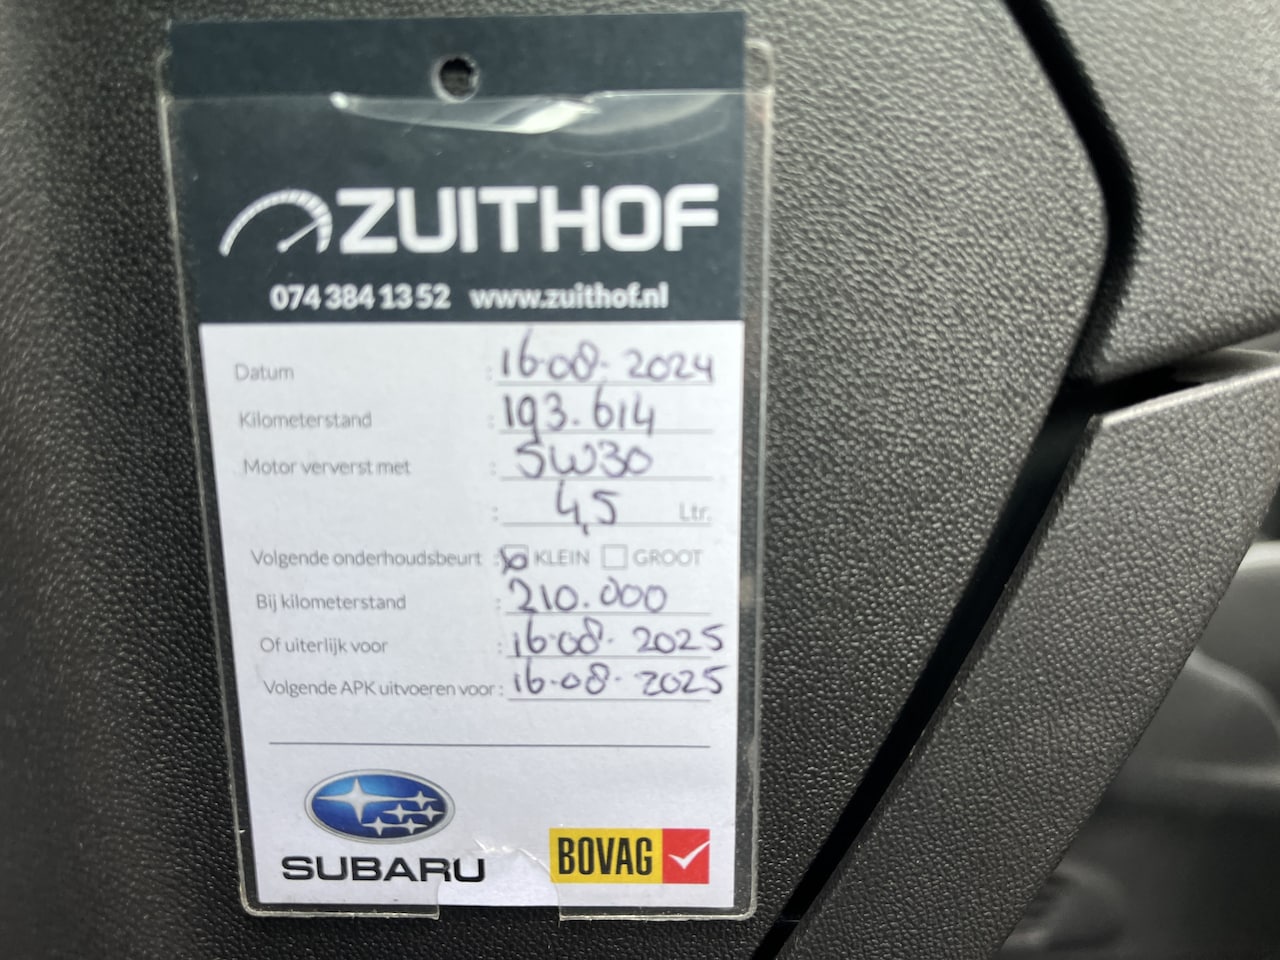 ZUITHOF
074 384 13 52 www.zuithof.nl
Datum : 16-08-2024
Kilometerstand : 193.614
Motor ververst met : 5W30
: 4,5 Ltr.
Volgende onderhoudsbeurt : KLEIN GROOT
Bij kilometerstand : 210.000
Of uiterlijk voor : 16-08-2025
Volgende APK uitvoeren voor : 16-08-2025
SUBARU
BOVAG